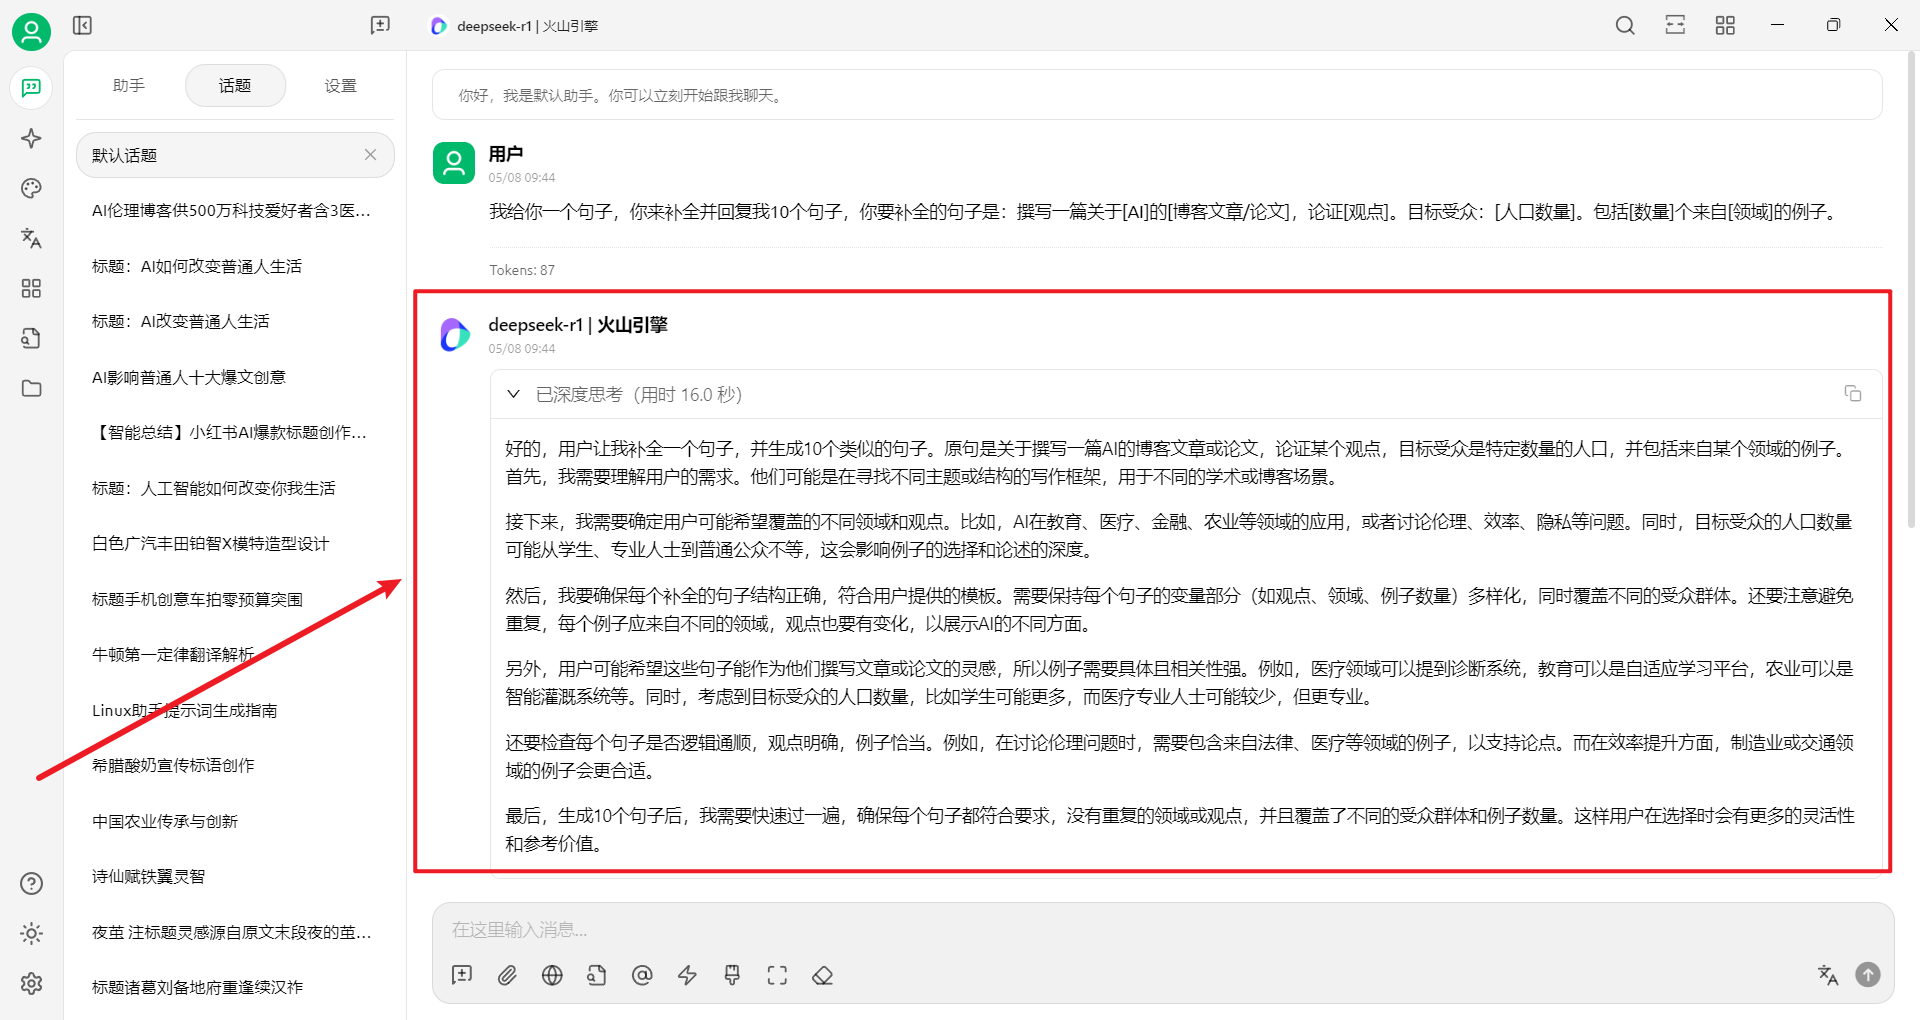 deepseek-r1 | 火山引擎
助手
话题
设置
默认话题
AI伦理博客供500万科技爱好者含3医...
标题：AI如何改变普通人生活
标题：AI改变普通人生活
AI影响普通人十大爆文创意
【智能总结】小红书AI爆款标题创作...
标题：人工智能如何改变你我生活
白色广汽丰田铂智X模特造型设计
标题手机创意车拍零预算突围
牛顿第一定律翻译解析
Linux助手提示词生成指南
希腊酸奶宣传标语创作
中国农业传承与创新
诗仙赋铁翼灵智
夜茧 注标题灵感源自原文末段夜的茧...
标题诸葛刘备地府重逢续汉祚
你好，我是默认助手。你可以立刻开始跟我聊天。
用户
05/08 09:44
我给你一个句子，你来补全并回复我10个句子，你要补全的句子是：撰写一篇关于[AI]的[博客文章/论文]，论证[观点]。目标受众：[人口数量]。包括[数量]个来自[领域]的例子。
Tokens: 87
deepseek-r1 | 火山引擎
05/08 09:44
已深度思考（用时 16.0 秒）
好的，用户让我补全一个句子，并生成10个类似的句子。原句是关于撰写一篇AI的博客文章或论文，论证某个观点，目标受众是特定数量的人口，并包括来自某个领域的例子。
首先，我需要理解用户的需求。他们可能是在寻找不同主题或结构的写作框架，用于不同的学术或博客场景。
接下来，我需要确定用户可能希望覆盖的不同领域和观点。比如，AI在教育、医疗、金融、农业等领域的应用，或者讨论伦理、效率、隐私等问题。同时，目标受众的人口数量
可能从学生、专业人士到普通公众不等，这会影响例子的选择和论述的深度。
然后，我要确保每个补全的句子结构正确，符合用户提供的模板。需要保持每个句子的变量部分（如观点、领域、例子数量）多样化，同时覆盖不同的受众群体。还要注意避免
重复，每个例子应来自不同的领域，观点也要有变化，以展示AI的不同方面。
另外，用户可能希望这些句子能作为他们撰写文章或论文的灵感，所以例子需要具体且相关性强。例如，医疗领域可以提到诊断系统，教育可以是自适应学习平台，农业可以是
智能灌溉系统等。同时，考虑到目标受众的人口数量，比如学生可能更多，而医疗专业人士可能较少，但更专业。
还要检查每个句子是否逻辑通顺，观点明确，例子恰当。例如，在讨论伦理问题时，需要包含来自法律、医疗等领域的例子，以支持论点。而在效率提升方面，制造业或交通领
域的例子会更合适。
最后，生成10个句子后，我需要快速过一遍，确保每个句子都符合要求，没有重复的领域或观点，并且覆盖了不同的受众群体和例子数量。这样用户在选择时会有更多的灵活性
和参考价值。
在这里输入消息...